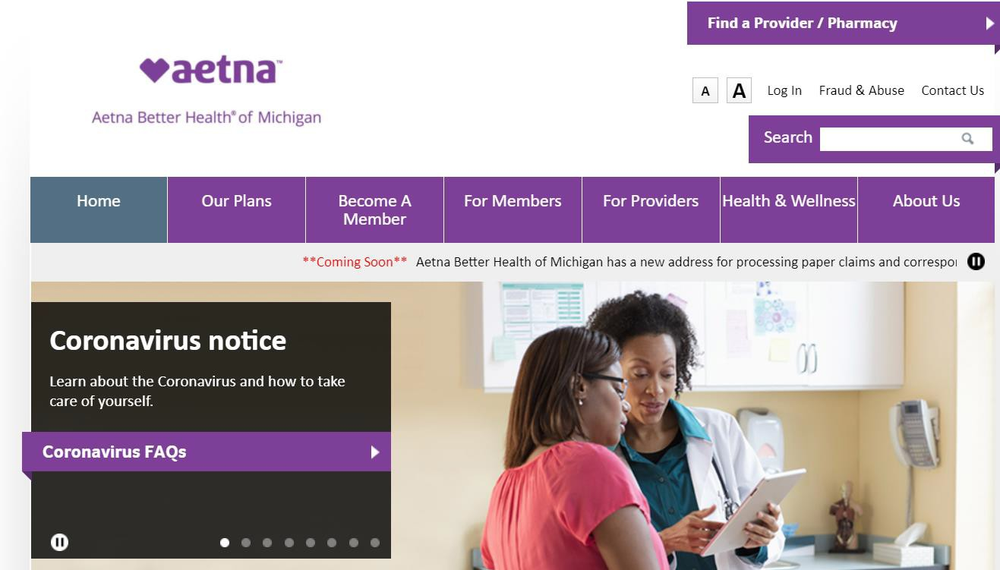 Find a Provider / Pharmacy
aetna™
Aetna Better Health® of Michigan
A A Log In Fraud & Abuse Contact Us
Search
Home
Our Plans
Become A
Member
For Members
For Providers
Health & Wellness
About Us
**Coming Soon** Aetna Better Health of Michigan has a new address for processing paper claims and correspo
Coronavirus notice
Learn about the Coronavirus and how to take
care of yourself.
Coronavirus FAQs